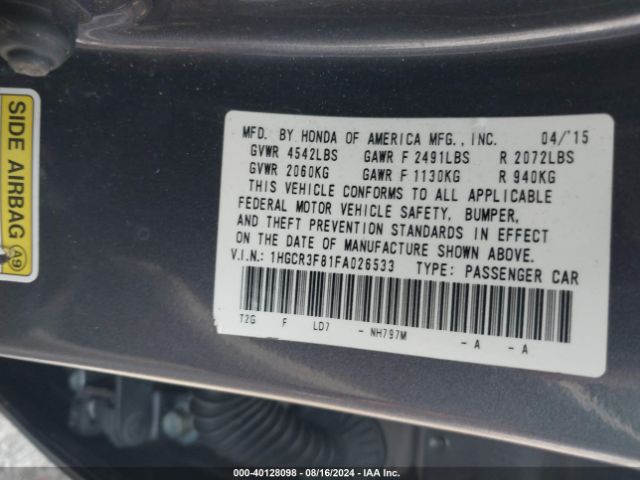 MFD. BY HONDA OF AMERICA MFG., INC. 04/'15
GVWR 4542LBS GAWR F 2491LBS R 2072LBS
GVWR 2060KG GAWR F 1130KG R 940KG
THIS VEHICLE CONFORMS TO ALL APPLICABLE
FEDERAL MOTOR VEHICLE SAFETY, BUMPER,
AND THEFT PREVENTION STANDARDS IN EFFECT
ON THE DATE OF MANUFACTURE SHOWN ABOVE.
V.I.N.: 1HGCR3F81FA026533 TYPE: PASSENGER CAR
T2G F LD7 - NH797M - A - A
SIDE AIRBAG A9
000-40128098 - 08/16/2024 - IAA Inc.